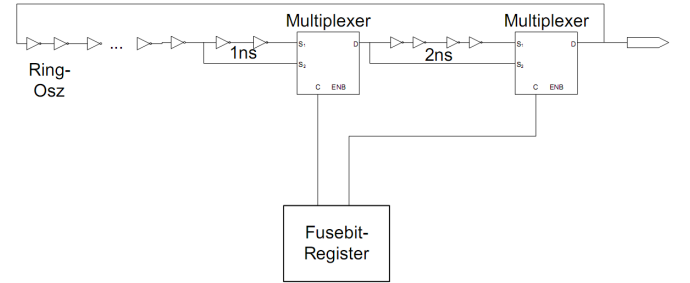 Multiplexer
Multiplexer
...
1ns
S₁
D
S₂
C ENB
2ns
S₁
D
S₂
C ENB
Ring-
Osz
Fusebit-
Register